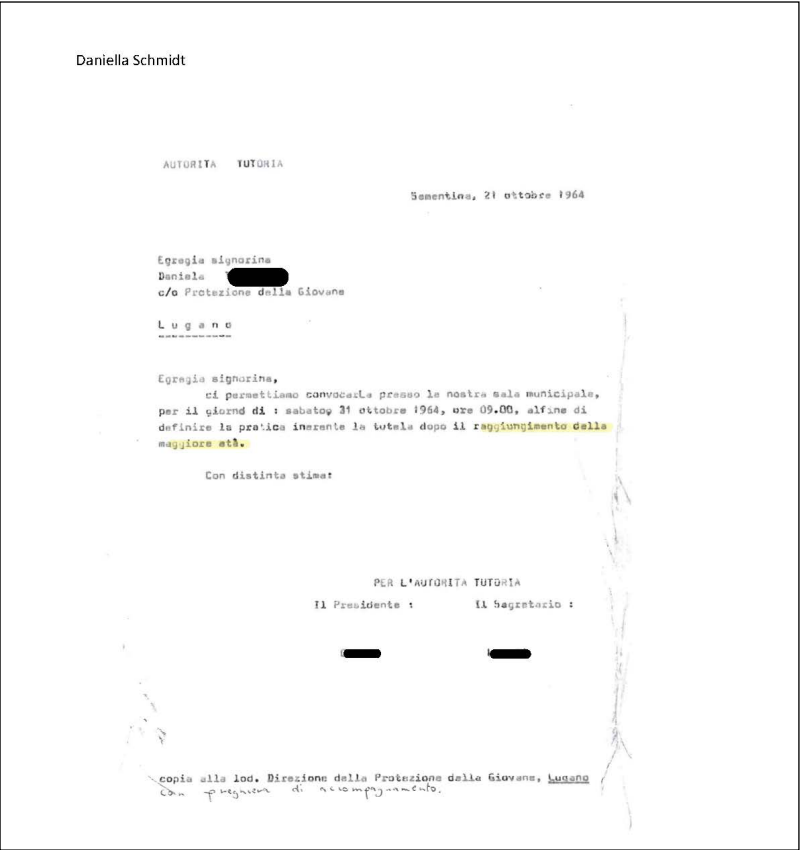 Daniella Schmidt
AUTORITA TUTORIA
Sementina, 21 ottobre 1964
Egregia signorina
Daniela
c/o Protezione della Giovane
L u g a n o
Egregia signorina,
ci permettiamo convocarLa presso la nostra sala municipale,
per il giornd di : sabatop 31 ottobre 1964, ore 09.00, alfine di
definire la pratica inerente la tutela dopo il raggiungimento della
maggiore età.
Con distinta stima:
PER L'AUTORITA TUTORIA
Il Presidente :
Il Segretario :
copia alla lod. Direzione della Protezione della Giovane, Lugano
con preghiera di accompagnamento.